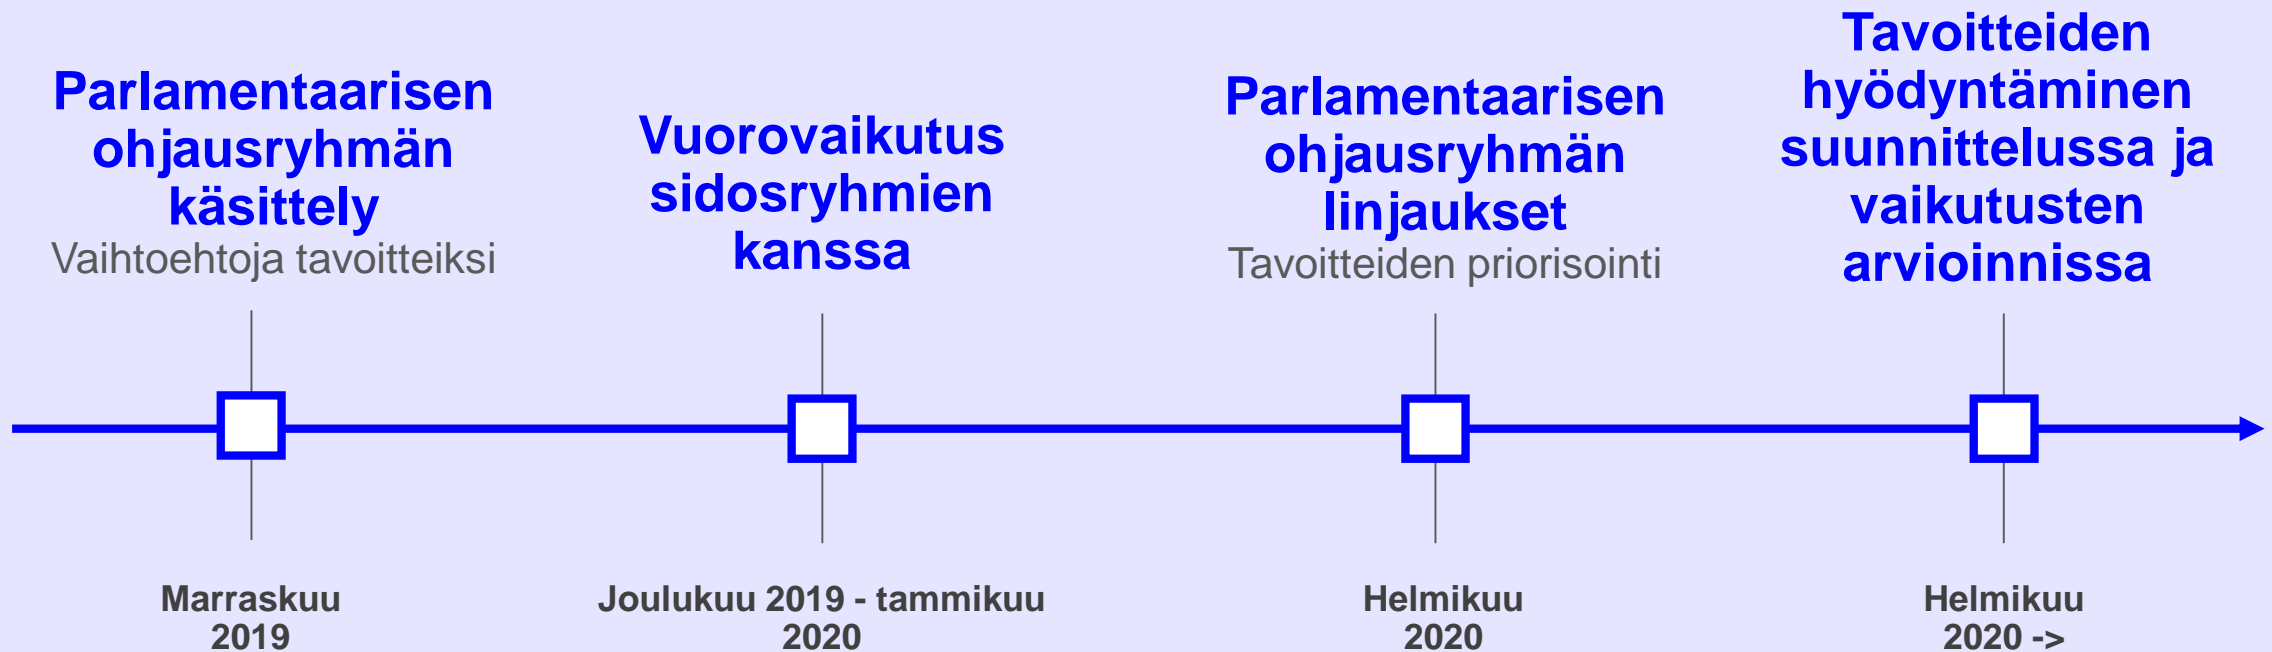 Parlamentaarisen
ohjausryhmän
käsittely
Vaihtoehtoja tavoitteiksi
Marraskuu
2019
Vuorovaikutus
sidosryhmien
kanssa
Joulukuu 2019 - tammikuu
2020
Parlamentaarisen
ohjausryhmän
linjaukset
Tavoitteiden priorisointi
Helmikuu
2020
Tavoitteiden
hyödyntäminen
suunnittelussa ja
vaikutusten
arvioinnissa
Helmikuu
2020 ->